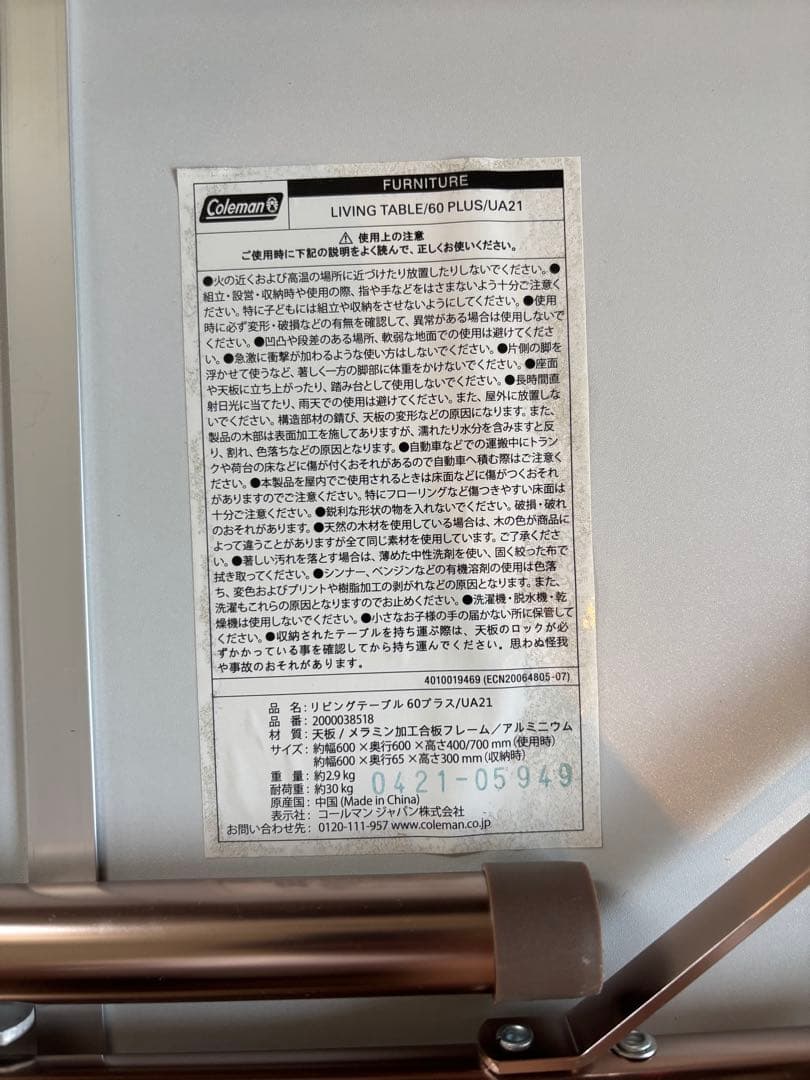 FURNITURE
Coleman
LIVING TABLE/60 PLUS/UA21
⚠ 使用上の注意
ご使用時に下記の説明をよく読んで、正しくお使いください。
●火の近くおよび高温の場所に近づけたり放置したりしないでください。●
組立・設営・収納時や使用の際、指や手などをはさまないよう十分ご注意く
ださい。特に子どもには組立や収納をさせないようにしてください。●使用
時に必ず変形・破損などの有無を確認して、異常がある場合は使用しないで
ください。●凹凸や段差のある場所、軟弱な地面での使用は避けてくださ
い。●急激に衝撃が加わるような使い方はしないでください。●片側の脚を
浮かせて使うなど、著しく一方の脚部に体重をかけないでください。●座面
や天板に立ち上がったり、踏み台として使用しないでください。●長時間直
射日光に当てたり、雨天での使用は避けてください。また、屋外に放置しな
いでください。構造部材の錆び、天板の変形などの原因になります。また、
製品の木部は表面加工を施してありますが、濡れたり水分を含みますと反
り、割れ、色落ちなどの原因となります。●自動車などでの運搬中にトラン
クや荷台の床などに傷が付くおそれがあるので自動車へ積む際はご注意く
ださい。●本製品を屋内でご使用されるときは床面などに傷がつくおそれ
がありますのでご注意ください。特にフローリングなど傷つきやすい床面は
十分ご注意ください。●鋭利な形状の物を入れないでください。破損・破れ
のおそれがあります。●天然の木材を使用している場合は、木の色が商品に
よって違うことがありますが全て同じ素材を使用しています。ご了承くださ
い。●著しい汚れを落とす場合は、薄めた中性洗剤を使い、固く絞った布で
拭き取ってください。●シンナー、ベンジンなどの有機溶剤の使用は色落
ち、変色およびプリントや樹脂加工の剥がれなどの原因となります。また、
洗濯もこれらの原因となりますのでお止めください。●洗濯機・脱水機・乾
燥機は使用しないでください。●小さなお子様の手の届かない所に保管して
ください。●収納されたテーブルを持ち運ぶ際は、天板のロックが必
ずかかっている事を確認してから持ち運んでください。思わぬ怪我
や事故のおそれがあります。
4010019469 (ECN20064805-07)
品 名：リビングテーブル 60プラス/UA21
品 番：2000038518
材 質：天板 / メラミン加工合板フレーム／アルミニウム
サイズ：約幅600×奥行600×高さ400/700 mm（使用時）
約幅600×奥行65×高さ300 mm（収納時）
重 量：約2.9 kg
0421-05949
耐荷重：約30 kg
原産国：中国 (Made in China)
表示社：コールマン ジャパン株式会社
お問い合わせ先：0120-111-957 www.coleman.co.jp